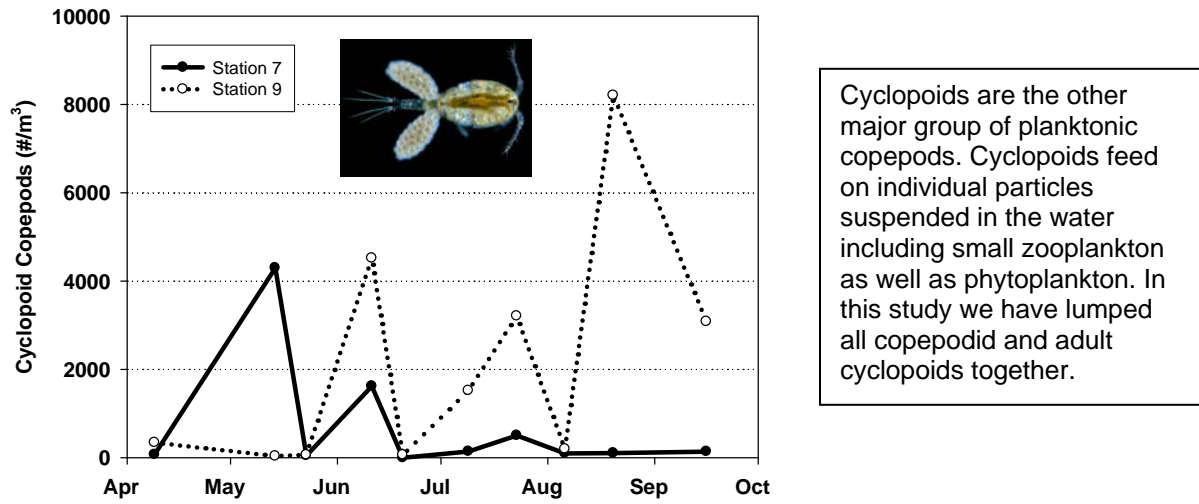 10000
8000
6000
4000
2000
0
Cyclopoid Copepods (#/m³)
Station 7
Station 9
Apr May Jun Jul Aug Sep Oct
Cyclopoids are the other
major group of planktonic
copepods. Cyclopoids feed
on individual particles
suspended in the water
including small zooplankton
as well as phytoplankton. In
this study we have lumped
all copepodid and adult
cyclopoids together.